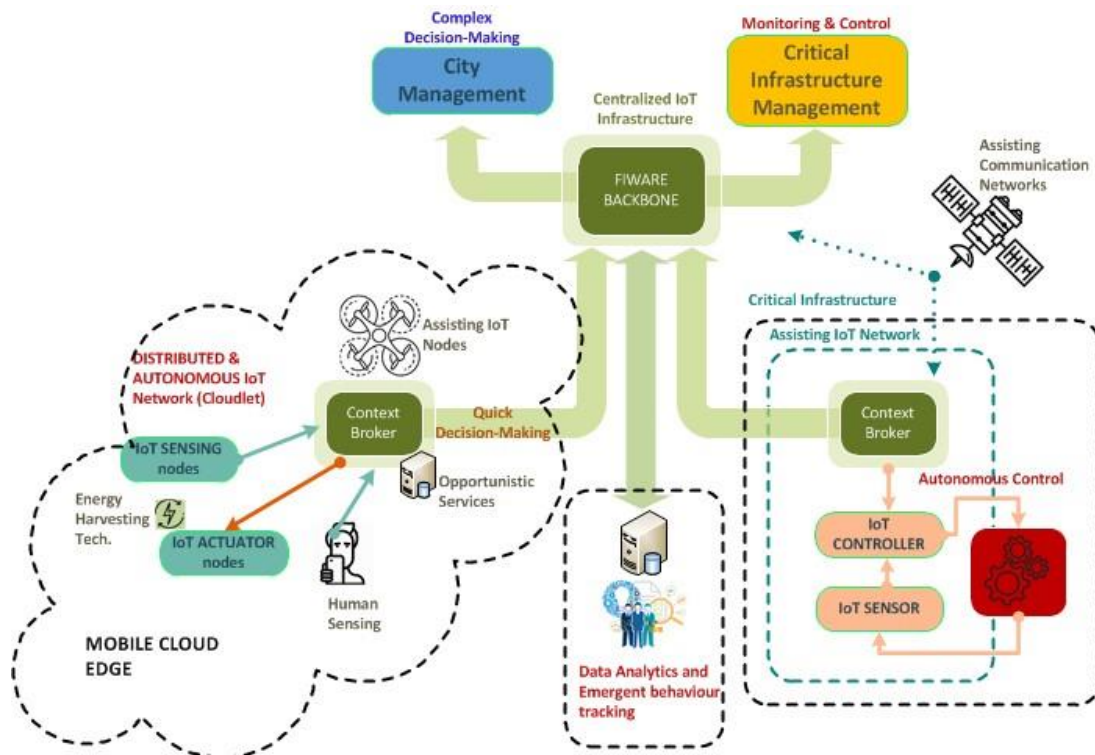 Complex
Decision-Making
City
Management
Monitoring & Control
Critical
Infrastructure
Management
Centralized IoT
Infrastructure
FIWARE
BACKBONE
Assisting
Communication
Networks
Critical Infrastructure
Assisting IoT Network
Assisting IoT
Nodes
DISTRIBUTED &
AUTONOMOUS IoT
Network (Cloudlet)
Context
Broker
Quick
Decision-Making
IoT SENSING
nodes
Opportunistic
Services
Energy
Harvesting
Tech.
IoT ACTUATOR
nodes
Human
Sensing
MOBILE CLOUD
EDGE
Data Analytics and
Emergent behaviour
tracking
Context
Broker
Autonomous Control
IoT
CONTROLLER
IoT SENSOR